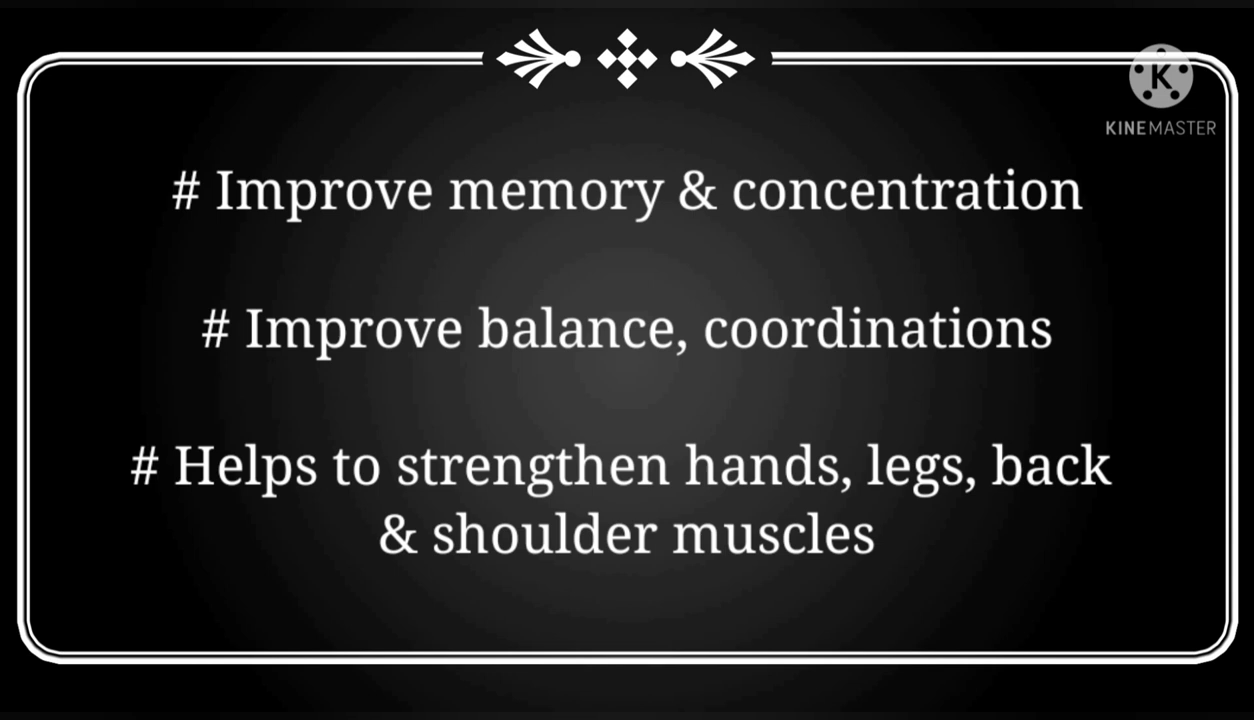 KINEMASTER
# Improve memory & concentration
# Improve balance, coordinations
# Helps to strengthen hands, legs, back
& shoulder muscles